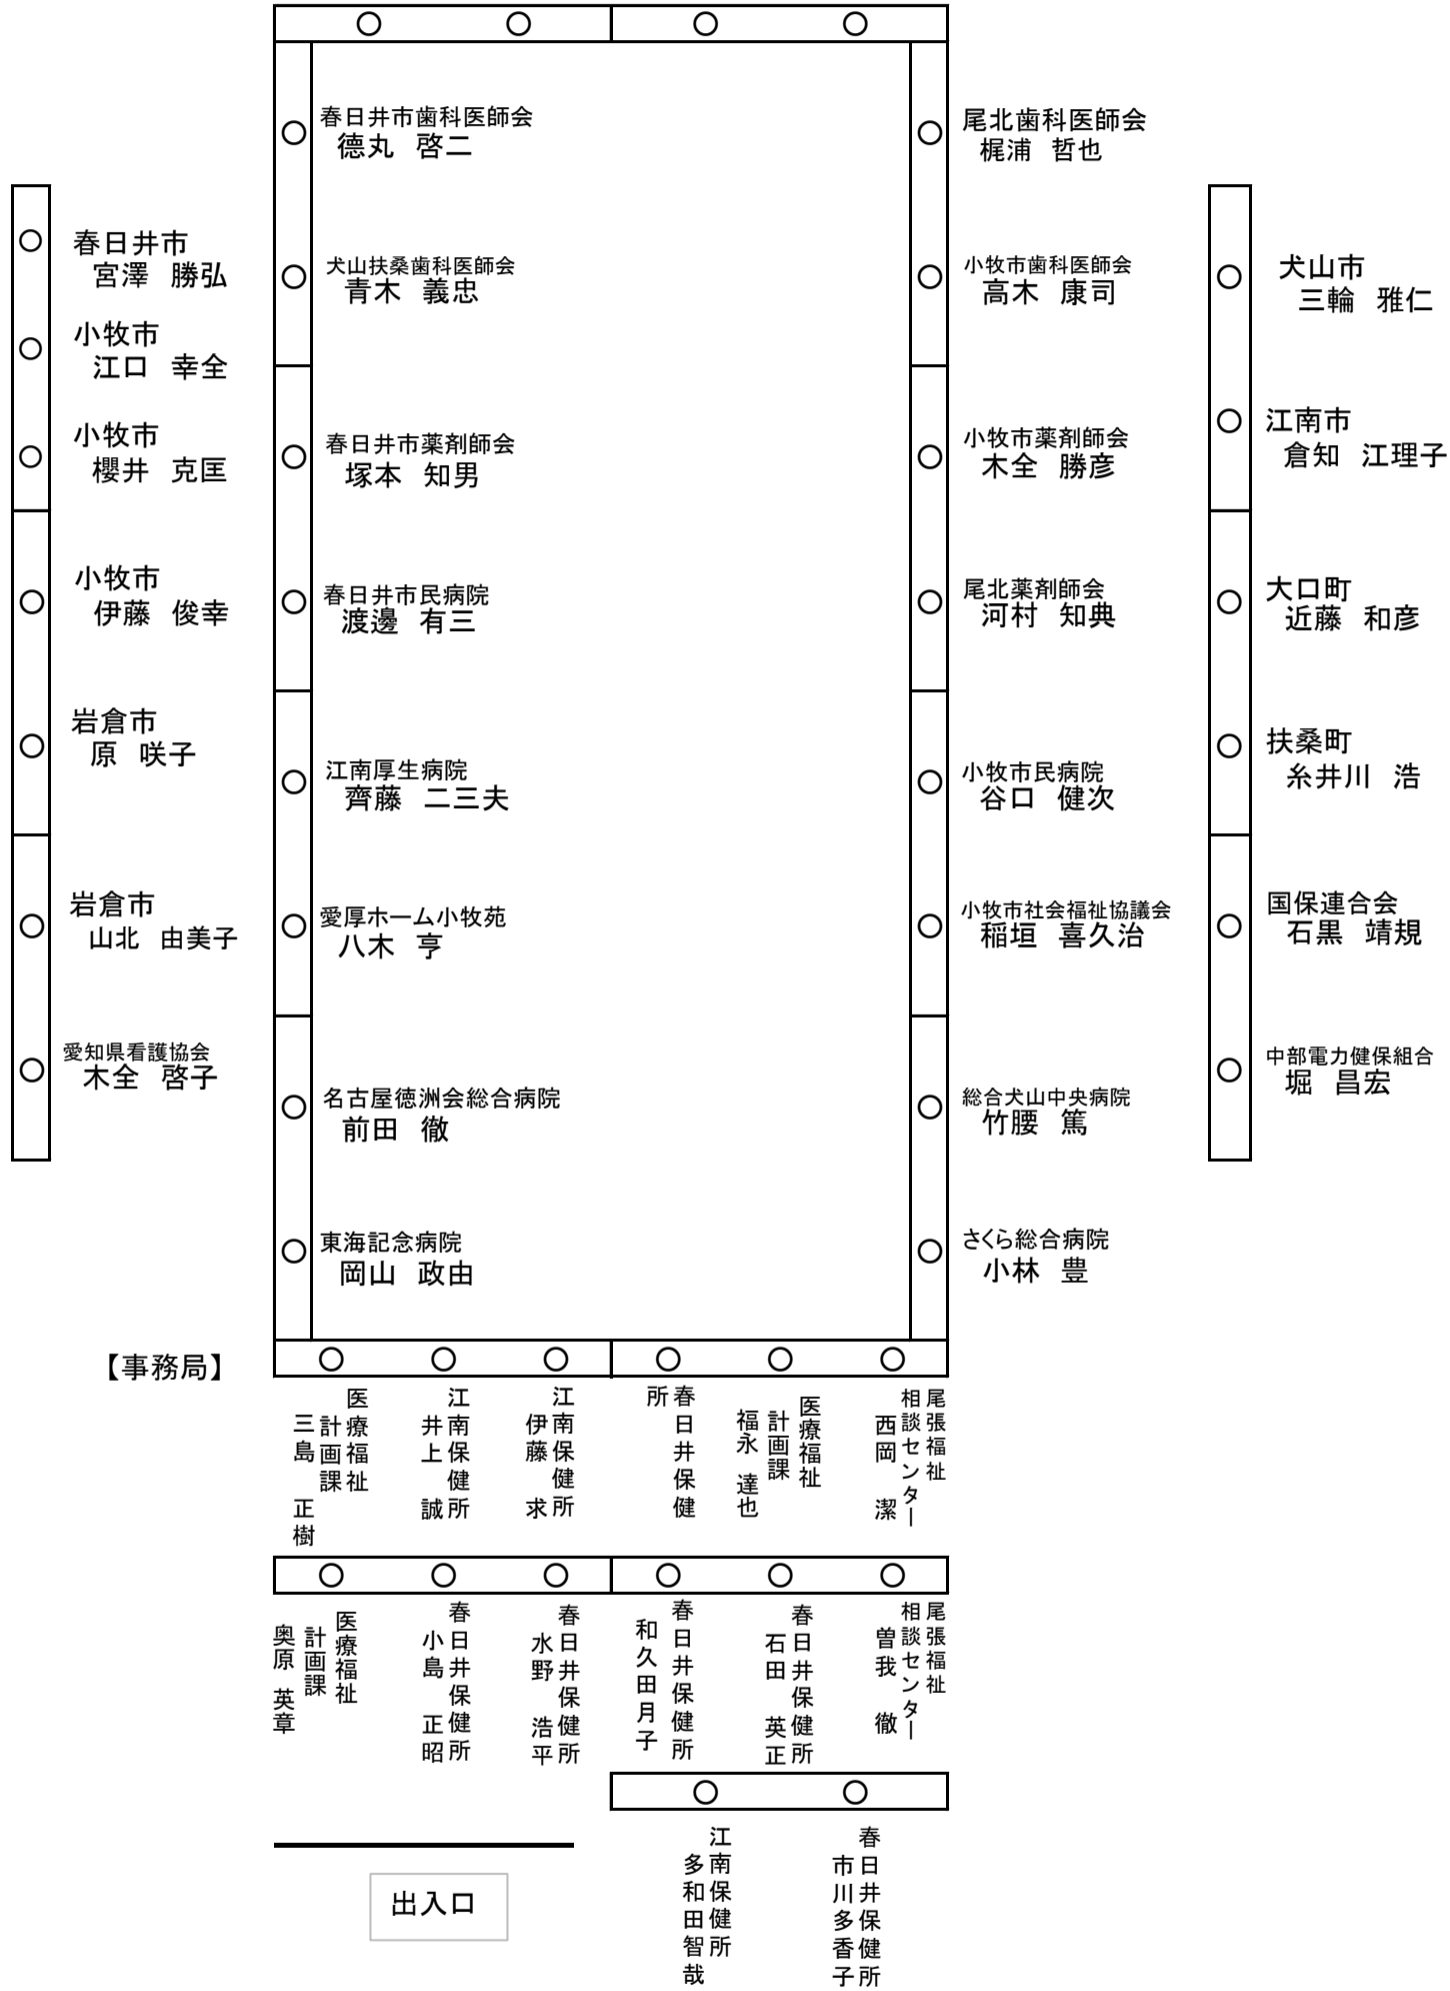 春日井市歯科医師会
德丸 啓二
犬山扶桑歯科医師会
青木 義忠
春日井市薬剤師会
塚本 知男
春日井市民病院
渡邊 有三
江南厚生病院
齊藤 二三夫
愛厚ホーム小牧苑
八木 亨
名古屋徳洲会総合病院
前田 徹
東海記念病院
岡山 政由
尾北歯科医師会
梶浦 哲也
小牧市歯科医師会
高木 康司
小牧市薬剤師会
木全 勝彦
尾北薬剤師会
河村 知典
小牧市民病院
谷口 健次
小牧市社会福祉協議会
稲垣 喜久治
総合犬山中央病院
竹腰 篤
さくら総合病院
小林 豊
春日井市
宮澤 勝弘
小牧市
江口 幸全
小牧市
櫻井 克匡
小牧市
伊藤 俊幸
岩倉市
原 咲子
岩倉市
山北 由美子
愛知県看護協会
木全 啓子
犬山市
三輪 雅仁
江南市
倉知 江理子
大口町
近藤 和彦
扶桑町
糸井川 浩
国保連合会
石黒 靖規
中部電力健保組合
堀 昌宏
【事務局】
医療福祉
計画課
三島 正樹
江南保健所
井上 誠
江南保健所
伊藤 求
春日井保健
所
医療福祉
計画課
福永 達也
尾張福祉
相談センター
西岡 潔
医療福祉
計画課
奥原 英章
春日井保健所
小島 正昭
春日井保健所
水野 浩平
春日井保健所
和久田月子
春日井保健所
石田 英正
尾張福祉
相談センター
曽我 徹
江南保健所
多和田智哉
春日井保健所
市川多香子
出入口